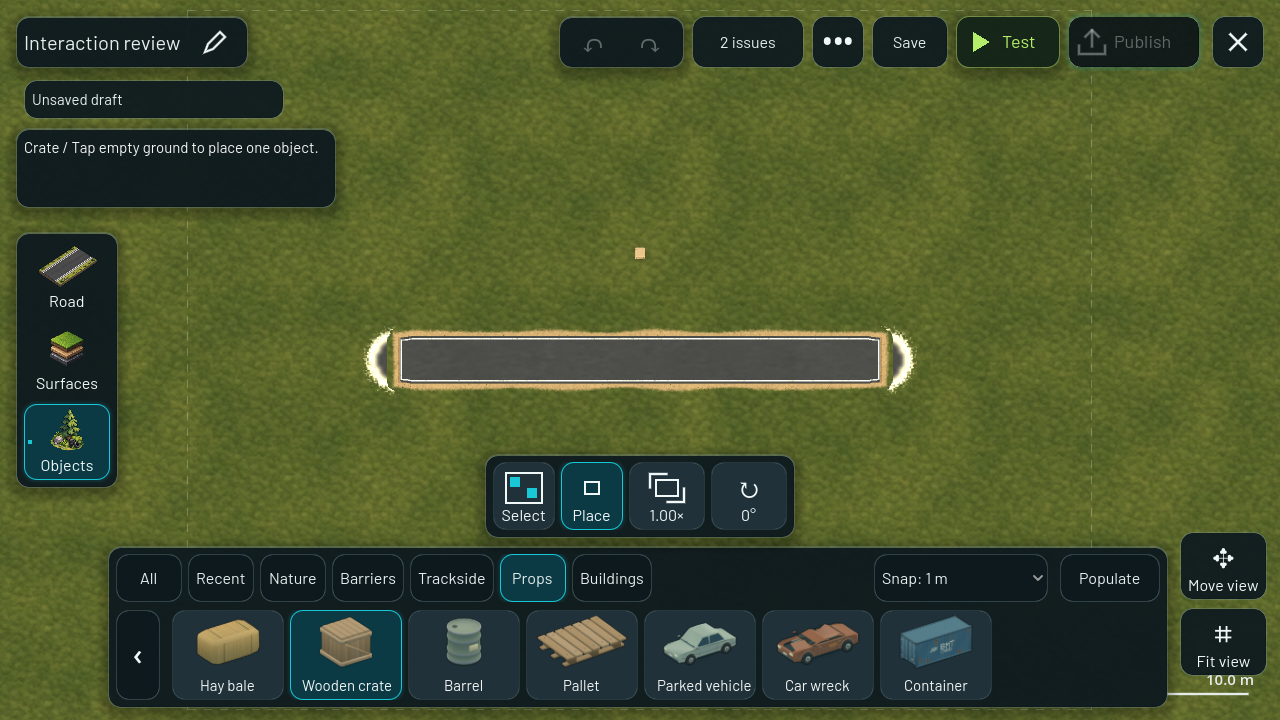 Interaction review
2 issues
•••
Save
Test
Publish
Unsaved draft
Crate / Tap empty ground to place one object.
Road
Surfaces
Objects
Select
Place
1.00×
0°
All
Recent
Nature
Barriers
Trackside
Props
Buildings
Snap: 1 m
Populate
Move view
Hay bale
Wooden crate
Barrel
Pallet
Parked vehicle
Car wreck
Container
Fit view
10.0 m